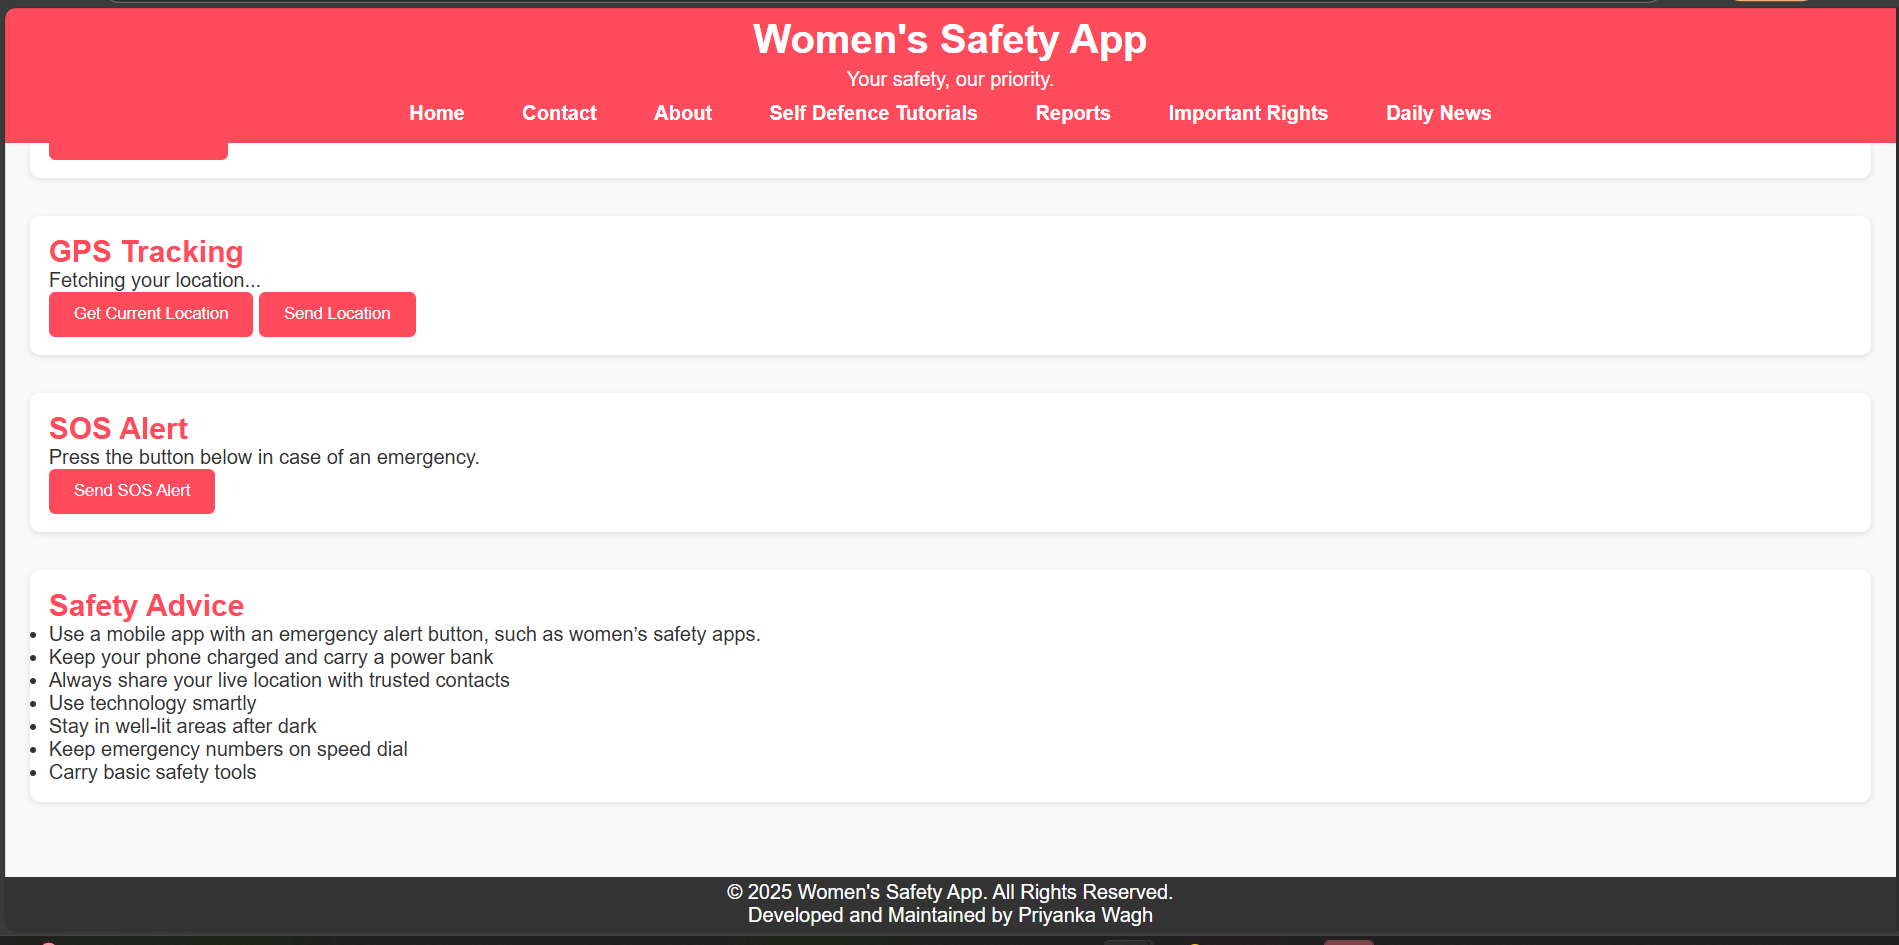 Women's Safety App
Your safety, our priority.
Home Contact About Self Defence Tutorials Reports Important Rights Daily News
GPS Tracking
Fetching your location...
Get Current Location Send Location
SOS Alert
Press the button below in case of an emergency.
Send SOS Alert
Safety Advice
• Use a mobile app with an emergency alert button, such as women’s safety apps.
• Keep your phone charged and carry a power bank
• Always share your live location with trusted contacts
• Use technology smartly
• Stay in well-lit areas after dark
• Keep emergency numbers on speed dial
• Carry basic safety tools
© 2025 Women's Safety App. All Rights Reserved.
Developed and Maintained by Priyanka Wagh